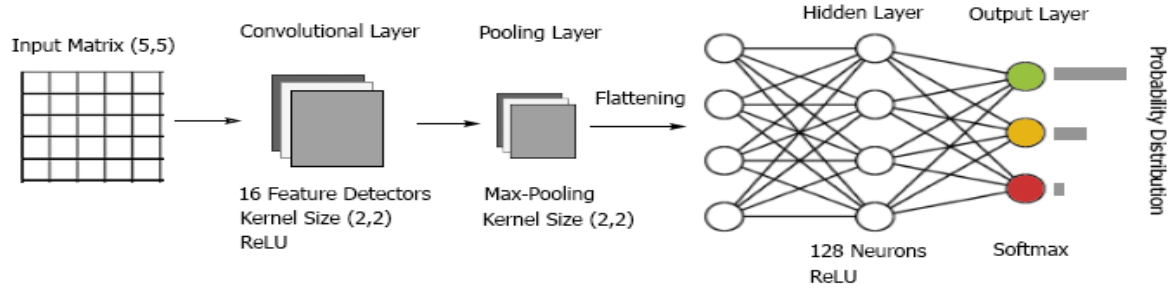 Input Matrix (5,5)
Convolutional Layer
16 Feature Detectors
Kernel Size (2,2)
ReLU
Pooling Layer
Max-Pooling
Kernel Size (2,2)
Flattening
Hidden Layer
128 Neurons
ReLU
Output Layer
Softmax
Probability Distribution